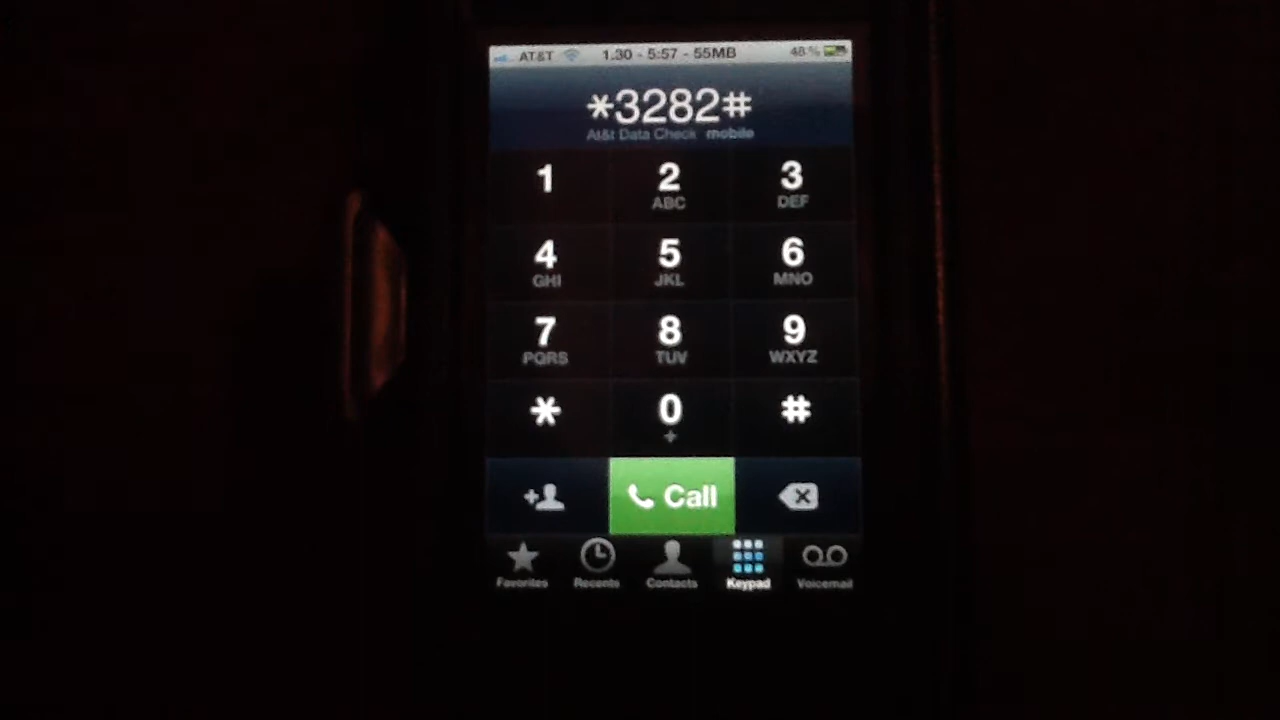 AT&T 1.30 - 5:57 - 55MB 48%
*3282#
At&t Data Check mobile
1 2 3
ABC DEF
4 5 6
GHI JKL MNO
7 8 9
PQRS TUV WXYZ
* 0 #
+
Call
Favorites Recents Contacts Keypad Voicemail